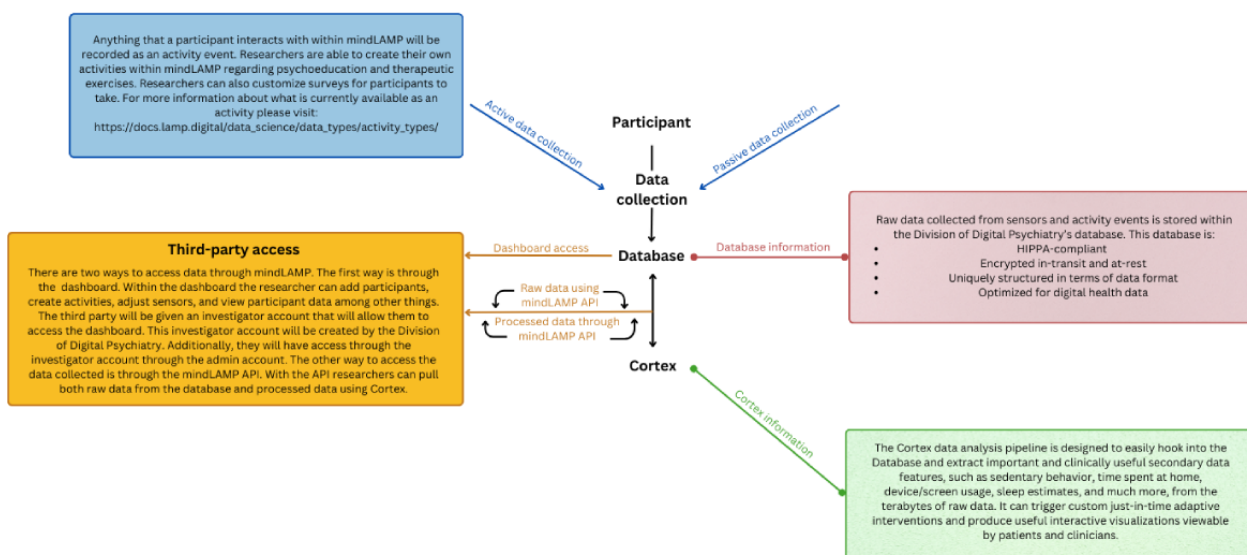 Anything that a participant interacts with within mindLAMP will be
recorded as an activity event. Researchers are able to create their own
activities within mindLAMP regarding psychoeducation and therapeutic
exercises. Researchers can also customize surveys for participants to
take. For more information about what is currently available as an
activity please visit:
https://docs.lamp.digital/data_science/data_types/activity_types/
Active data collection
Participant
Passive data collection
Data
collection
Third-party access
There are two ways to access data through mindLAMP. The first way is through
the dashboard. Within the dashboard the researcher can add participants,
create activities, adjust sensors, and view participant data among other things.
The third party will be given an investigator account that will allow them to
access the dashboard. This investigator account will be created by the Division
of Digital Psychiatry. Additionally, they will have access through the
investigator account through the admin account. The other way to access the
data collected is through the mindLAMP API. With the API researchers can pull
both raw data from the database and processed data using Cortex.
Dashboard access
Database
Database information
Raw data using
mindLAMP API
Processed data through
mindLAMP API
Cortex
Raw data collected from sensors and activity events is stored within
the Division of Digital Psychiatry's database. This database is:
• HIPPA-compliant
• Encrypted in-transit and at-rest
• Uniquely structured in terms of data format
• Optimized for digital health data
Cortex information
The Cortex data analysis pipeline is designed to easily hook into the
Database and extract important and clinically useful secondary data
features, such as sedentary behavior, time spent at home,
device/screen usage, sleep estimates, and much more, from the
terabytes of raw data. It can trigger custom just-in-time adaptive
interventions and produce useful interactive visualizations viewable
by patients and clinicians.